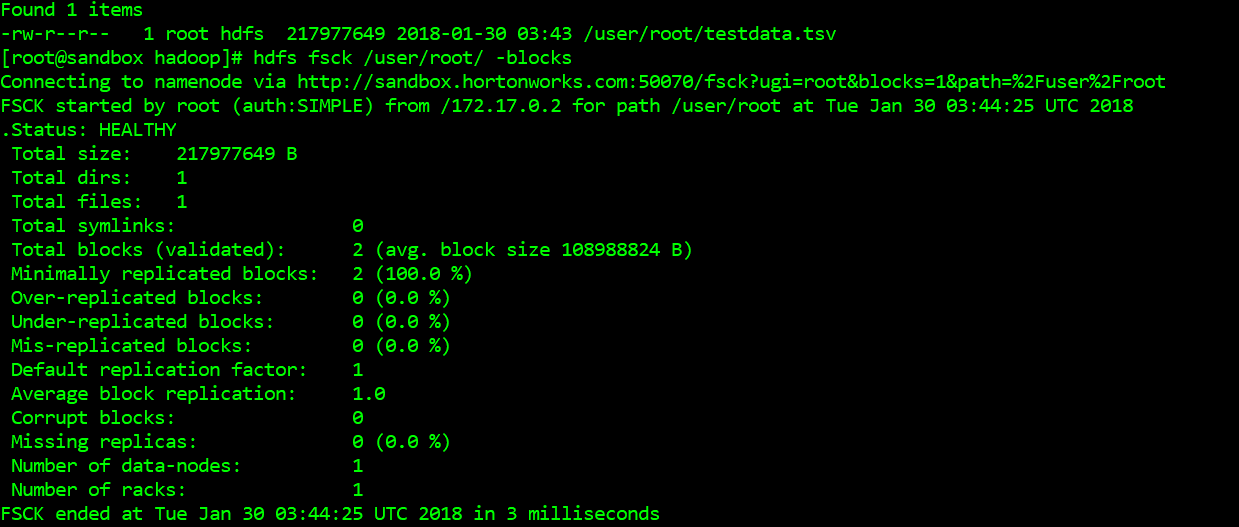 Found 1 items
-rw-r--r--   1 root hdfs  217977649 2018-01-30 03:43 /user/root/testdata.tsv
[root@sandbox hadoop]# hdfs fsck /user/root/ -blocks
Connecting to namenode via http://sandbox.hortonworks.com:50070/fsck?ugi=root&blocks=1&path=%2Fuser%2Froot
FSCK started by root (auth:SIMPLE) from /172.17.0.2 for path /user/root at Tue Jan 30 03:44:25 UTC 2018
.Status: HEALTHY
 Total size:    217977649 B
 Total dirs:    1
 Total files:   1
 Total symlinks:                0
 Total blocks (validated):      2 (avg. block size 108988824 B)
 Minimally replicated blocks:   2 (100.0 %)
 Over-replicated blocks:        0 (0.0 %)
 Under-replicated blocks:       0 (0.0 %)
 Mis-replicated blocks:         0 (0.0 %)
 Default replication factor:    1
 Average block replication:     1.0
 Corrupt blocks:                0
 Missing replicas:              0 (0.0 %)
 Number of data-nodes:          1
 Number of racks:               1
FSCK ended at Tue Jan 30 03:44:25 UTC 2018 in 3 milliseconds